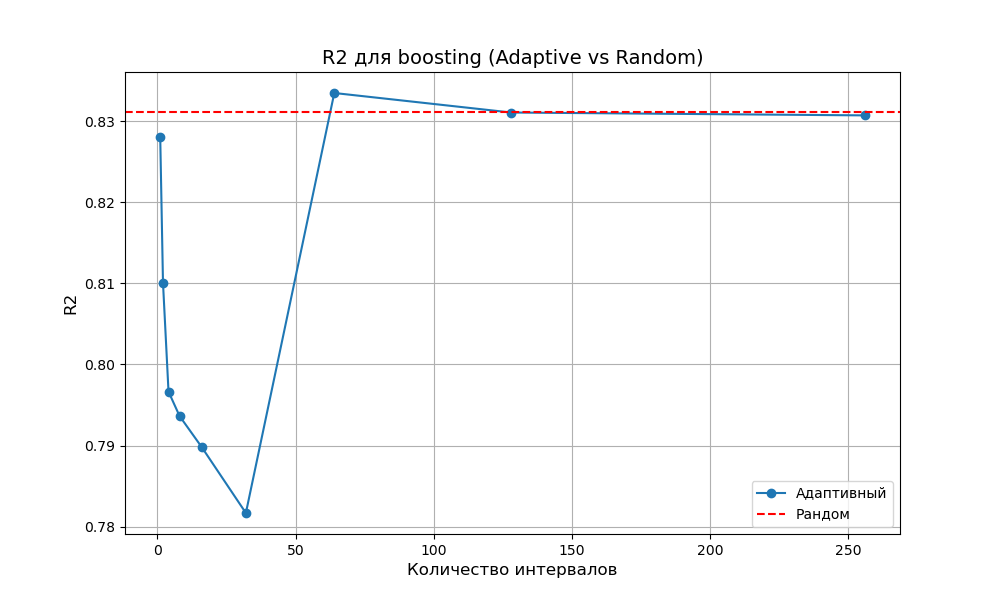 R2 для boosting (Adaptive vs Random)
R2
0.83
0.82
0.81
0.80
0.79
0.78
0
50
100
150
200
250
Количество интервалов
Адаптивный
Рандом